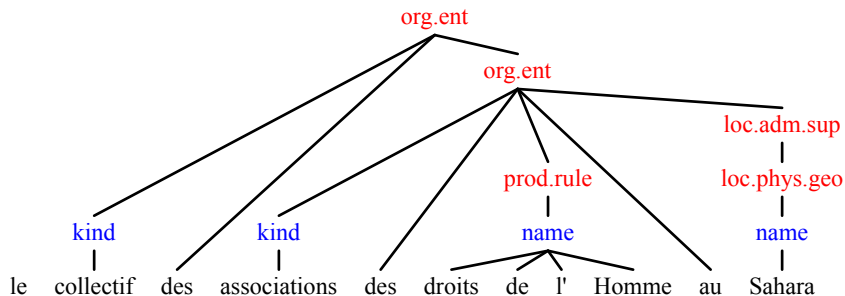 org.ent
org.ent
loc.adm.sup
prod.rule loc.phys.geo
kind kind name name
le collectif des associations des droits de l' Homme au Sahara